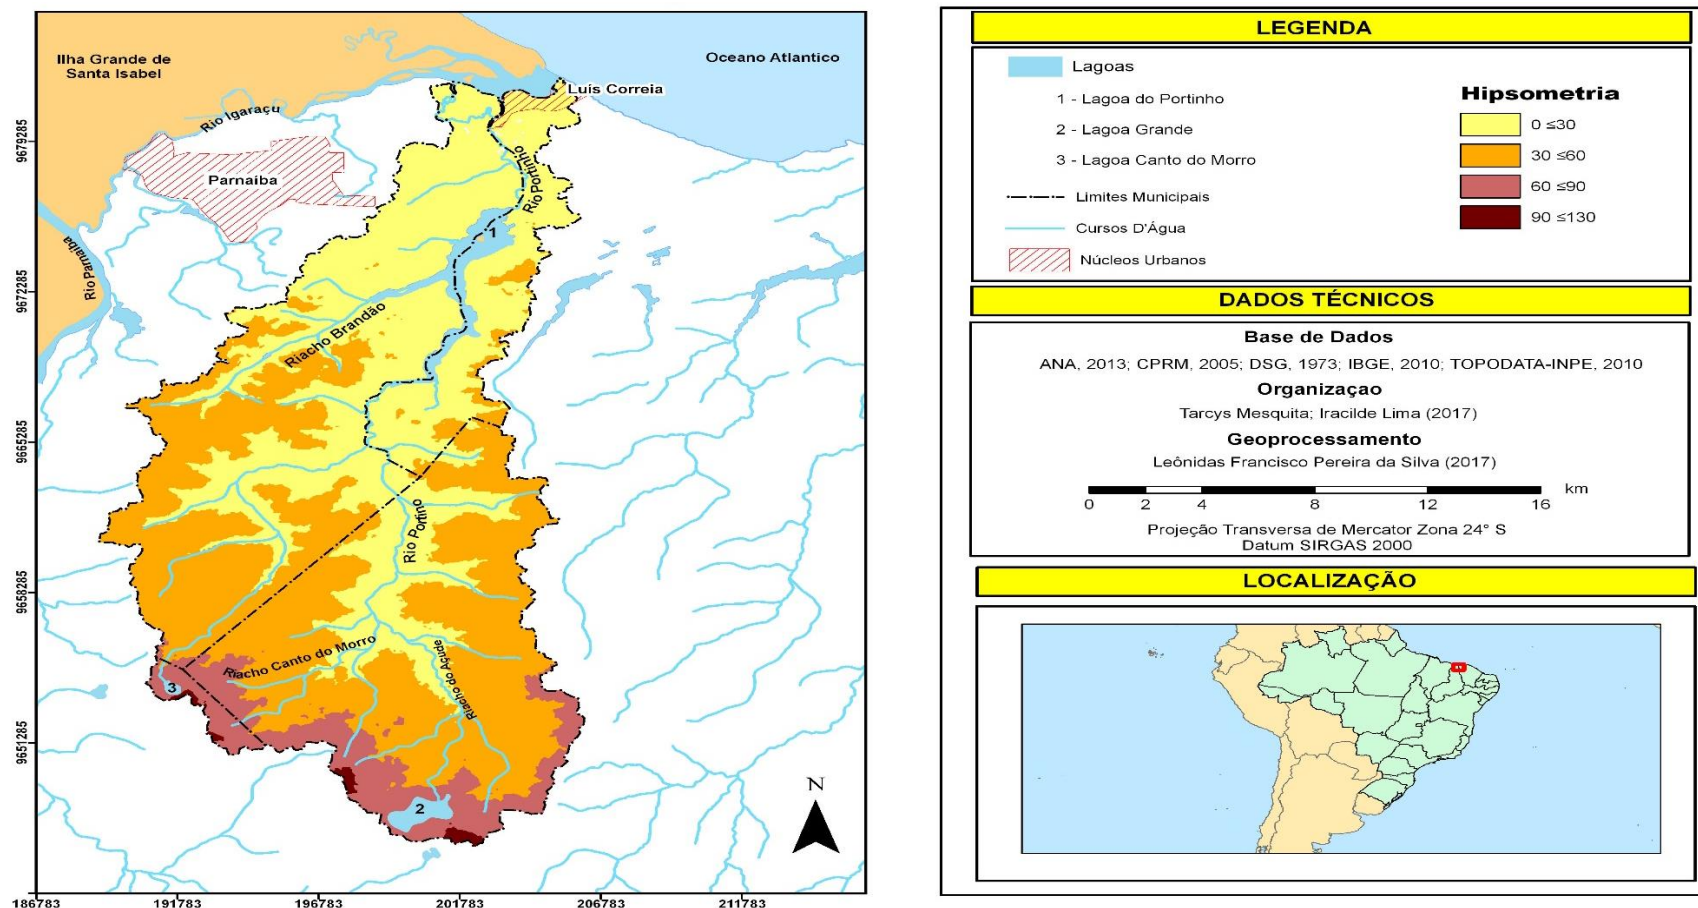 Ilha Grande de
Santa Isabel
Oceano Atlantico
Luís Correia
Rio Igaraçu
Parnaíba
Rio Portinho
Rio Parnaíba
1
Riacho Brandão
Rio Portino
Riacho Canto do Morro
Riacho do Açude
3
2
N
9679285
9672285
9665285
9658285
9651285
186783
191783
196783
201783
206783
211783
LEGENDA
Lagoas
1 - Lagoa do Portinho
2 - Lagoa Grande
3 - Lagoa Canto do Morro
Limites Municipais
Cursos D'Água
Núcleos Urbanos
Hipsometria
0 ≤30
30 ≤60
60 ≤90
90 ≤130
DADOS TÉCNICOS
Base de Dados
ANA, 2013; CPRM, 2005; DSG, 1973; IBGE, 2010; TOPODATA-INPE, 2010
Organizaçao
Tarcys Mesquita; Iracilde Lima (2017)
Geoprocessamento
Leônidas Francisco Pereira da Silva (2017)
km
0 2 4 8 12 16
Projeção Transversa de Mercator Zona 24° S
Datum SIRGAS 2000
LOCALIZAÇÃO